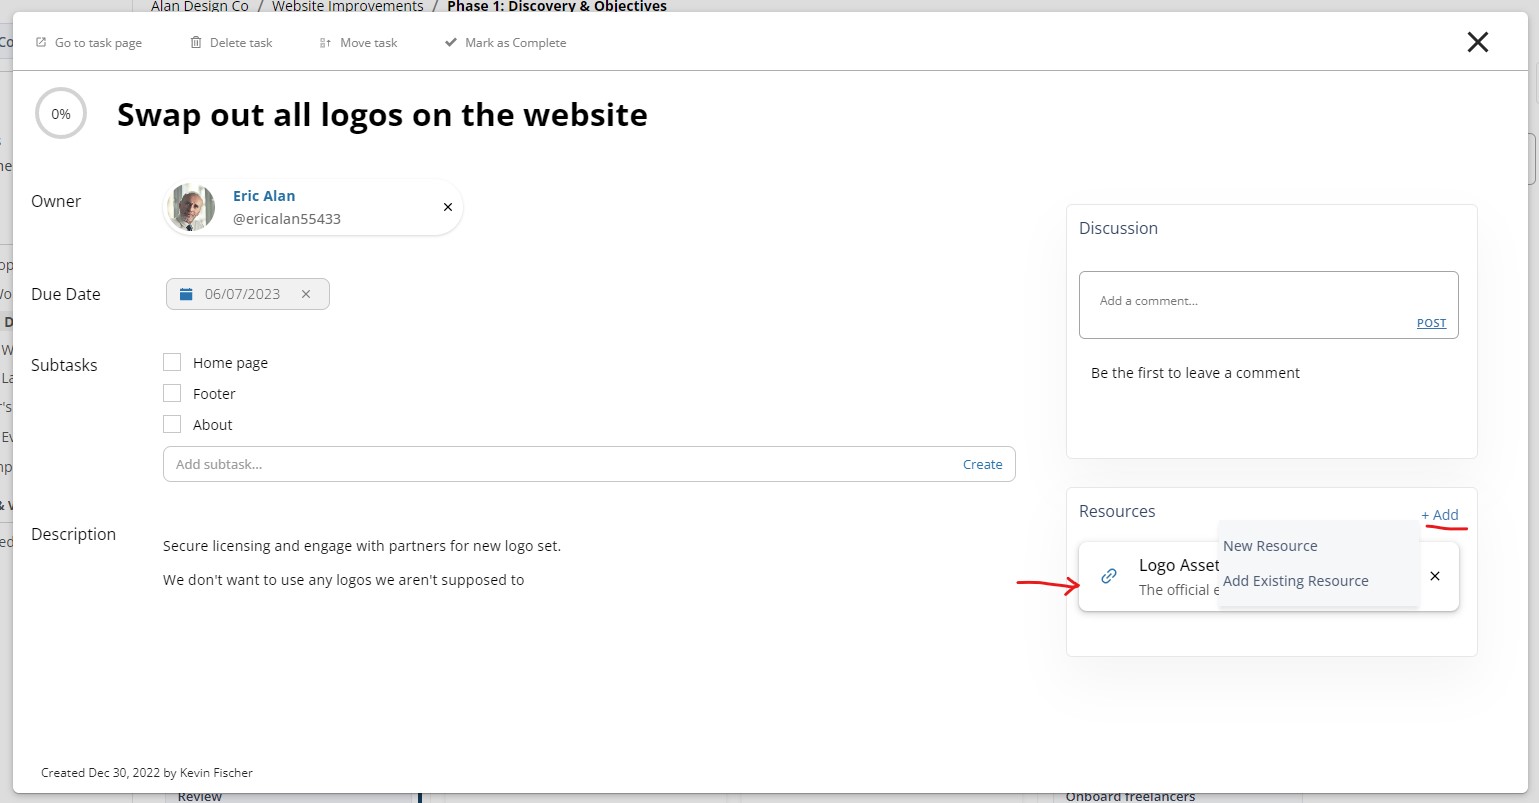 Alan Design Co / Website Improvements / Phase 1: Discovery & Objectives
Go to task page Delete task Move task Mark as Complete
0% Swap out all logos on the website
Owner
Eric Alan
@ericalan55433
Due Date 06/07/2023
Subtasks
Home page
Footer
About
Add subtask... Create
Description
Secure licensing and engage with partners for new logo set.
We don't want to use any logos we aren't supposed to
Discussion
Add a comment...
POST
Be the first to leave a comment
Resources
+ Add
New Resource
Add Existing Resource
Logo Asset
The official e
Created Dec 30, 2022 by Kevin Fischer
Review
Onboard freelancers